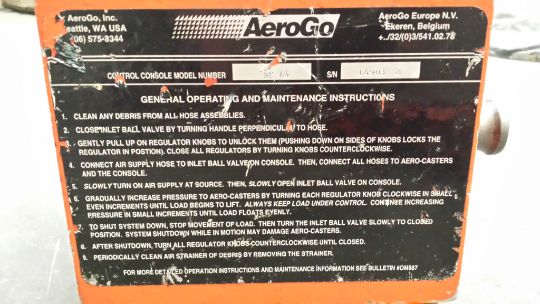 AeroGo, Inc.
Seattle, WA USA
(206) 575-8344
AeroGo
AeroGo Europe N.V.
Ekeren, Belgium
+../32/(0)3/541.02.78
CONTROL CONSOLE MODEL NUMBER
S/N
GENERAL OPERATING AND MAINTENANCE INSTRUCTIONS
1. CLEAN ANY DEBRIS FROM ALL HOSE ASSEMBLIES.
2. CLOSE INLET BALL VALVE BY TURNING HANDLE PERPENDICULAR TO HOSE.
3. GENTLY PULL UP ON REGULATOR KNOBS TO UNLOCK THEM (PUSHING DOWN ON SIDES OF KNOBS LOCKS THE
REGULATOR IN POSTION). CLOSE ALL REGULATORS BY TURNING KNOBS COUNTERCLOCKWISE.
4. CONNECT AIR SUPPLY HOSE TO INLET BALL VALVE ON CONSOLE. THEN, CONNECT ALL HOSES TO AERO-CASTERS
AND THE CONSOLE.
5. SLOWLY TURN ON AIR SUPPLY AT SOURCE. THEN, SLOWLY OPEN INLET BALL VALVE ON CONSOLE.
6. GRADUALLY INCREASE PRESSURE TO AERO-CASTERS BY TURNING EACH REGULATOR KNOB CLOCKWISE IN SMALL
EVEN INCREMENTS UNTIL LOAD BEGINS TO LIFT. ALWAYS KEEP LOAD UNDER CONTROL. CONTINUE INCREASING
PRESSURE IN SMALL INCREMENTS UNTIL LOAD FLOATS EVENLY.
7. TO SHUT SYSTEM DOWN, STOP MOVEMENT OF LOAD. THEN TURN THE INLET BALL VALVE SLOWLY TO CLOSED
POSITION. SYSTEM SHUTDOWN WHILE IN MOTION MAY DAMAGE AERO-CASTERS.
8. AFTER SHUTDOWN, TURN ALL REGULATOR KNOBS COUNTERCLOCKWISE UNTIL CLOSED.
9. PERIODICALLY CLEAN AIR STRAINER OF DEBRIS BY REMOVING THE STRAINER.
FOR MORE DETAILED OPERATION INSTRUCTIONS AND MAINTENANCE INFORMATION SEE BULLETIN #OM887